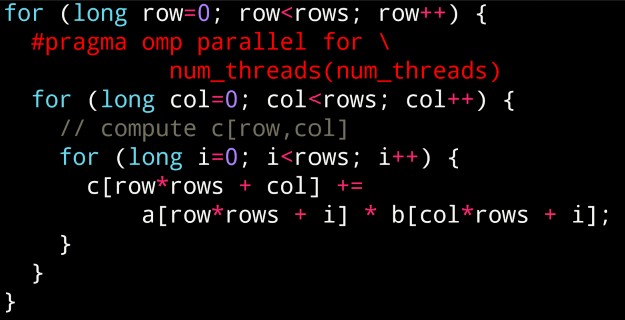 for (long row=0; row<rows; row++) {
  #pragma omp parallel for \
            num_threads(num_threads)
  for (long col=0; col<rows; col++) {
    // compute c[row,col]
    for (long i=0; i<rows; i++) {
      c[row*rows + col] +=
          a[row*rows + i] * b[col*rows + i];
    }
  }
}